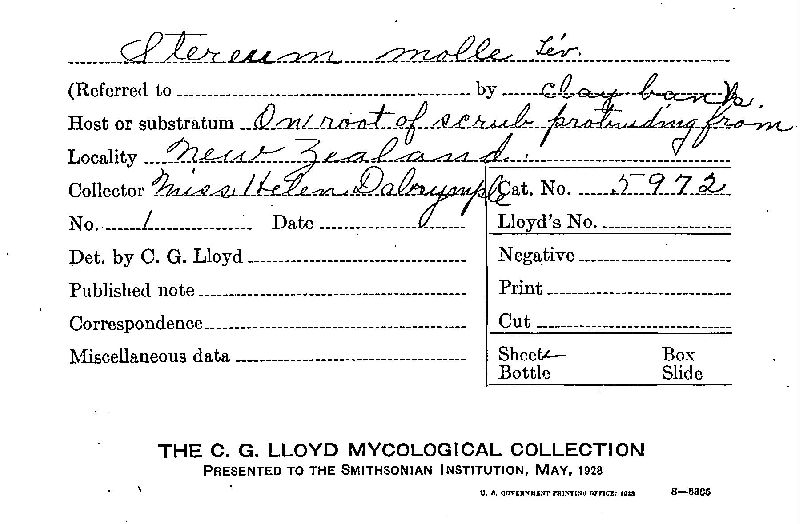 Stereum molle Lév.
(Referred to by clay bank.
Host or substratum On root of scrub protruding from
Locality New Zealand.
Collector Miss Helen Dalrymple Cat. No. 5972
No. 1 Date Lloyd's No.
Det. by C. G. Lloyd Negative
Published note Print
Correspondence Cut
Miscellaneous data Sheet Box
Bottle Slide
THE C. G. LLOYD MYCOLOGICAL COLLECTION
PRESENTED TO THE SMITHSONIAN INSTITUTION, MAY, 1928
U. S. GOVERNMENT PRINTING OFFICE: 1928 8—6366